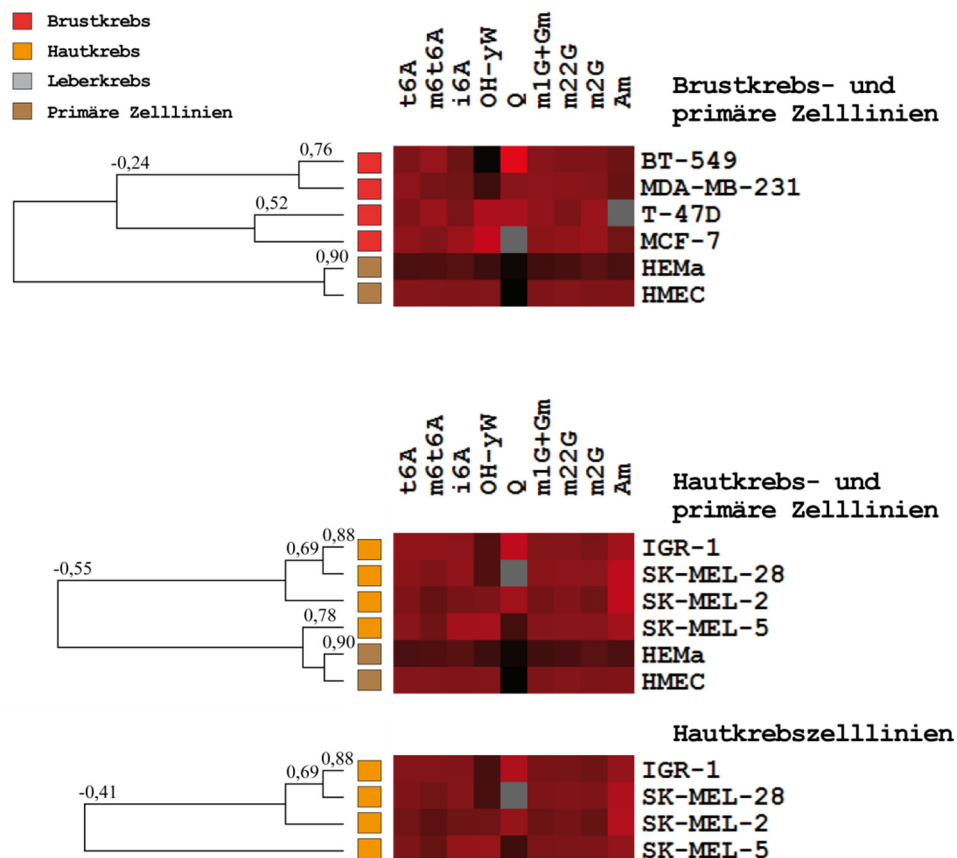 Brustkrebs
Hautkrebs
Leberkrebs
Primäre Zelllinien
t6A
m6t6A
i6A
OH-yW
Q
m1G+Gm
m22G
m2G
Am
Brustkrebs- und
primäre Zelllinien
0,76
-0,24
0,52
0,90
BT-549
MDA-MB-231
T-47D
MCF-7
HEMa
HMEC
t6A
m6t6A
i6A
OH-yW
Q
m1G+Gm
m22G
m2G
Am
Hautkrebs- und
primäre Zelllinien
0,88
0,69
-0,55
0,78
0,90
IGR-1
SK-MEL-28
SK-MEL-2
SK-MEL-5
HEMa
HMEC
Hautkrebszelllinien
0,88
0,69
-0,41
IGR-1
SK-MEL-28
SK-MEL-2
SK-MEL-5